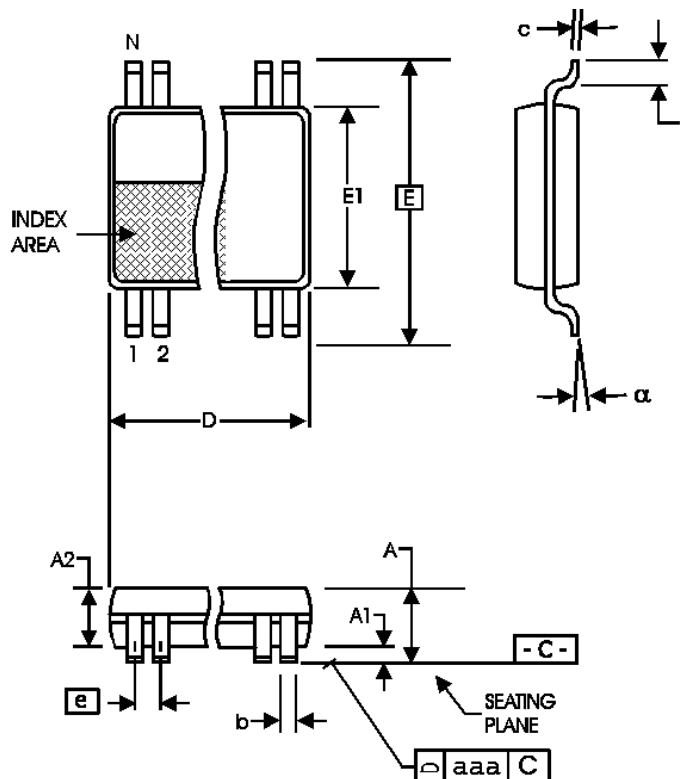 c
N
E1
E
INDEX
AREA
1 2
α
D
A2
A
A1
- C -
e
b
SEATING
PLANE
aaa C